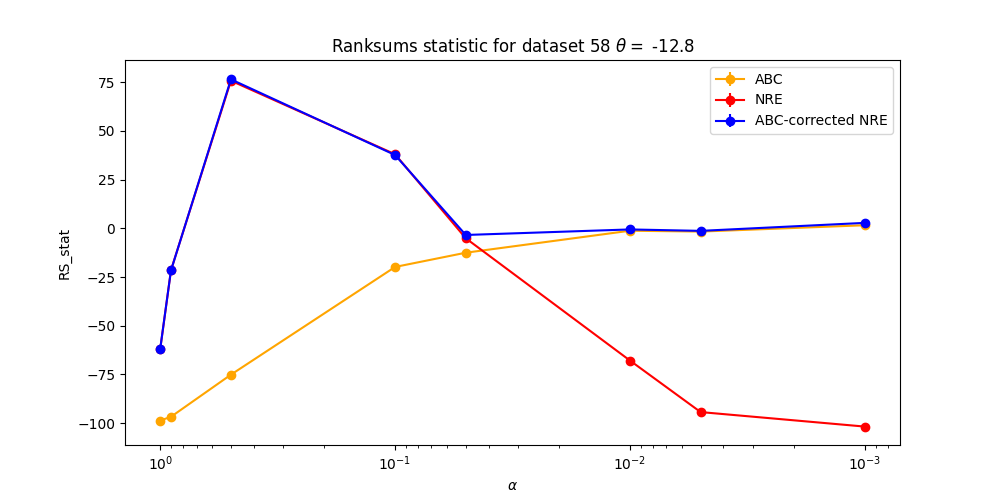 Ranksums statistic for dataset 58 θ = -12.8
ABC
NRE
ABC-corrected NRE
RS_stat
75
50
25
0
−25
−50
−75
−100
10⁰
10⁻¹
10⁻²
10⁻³
α